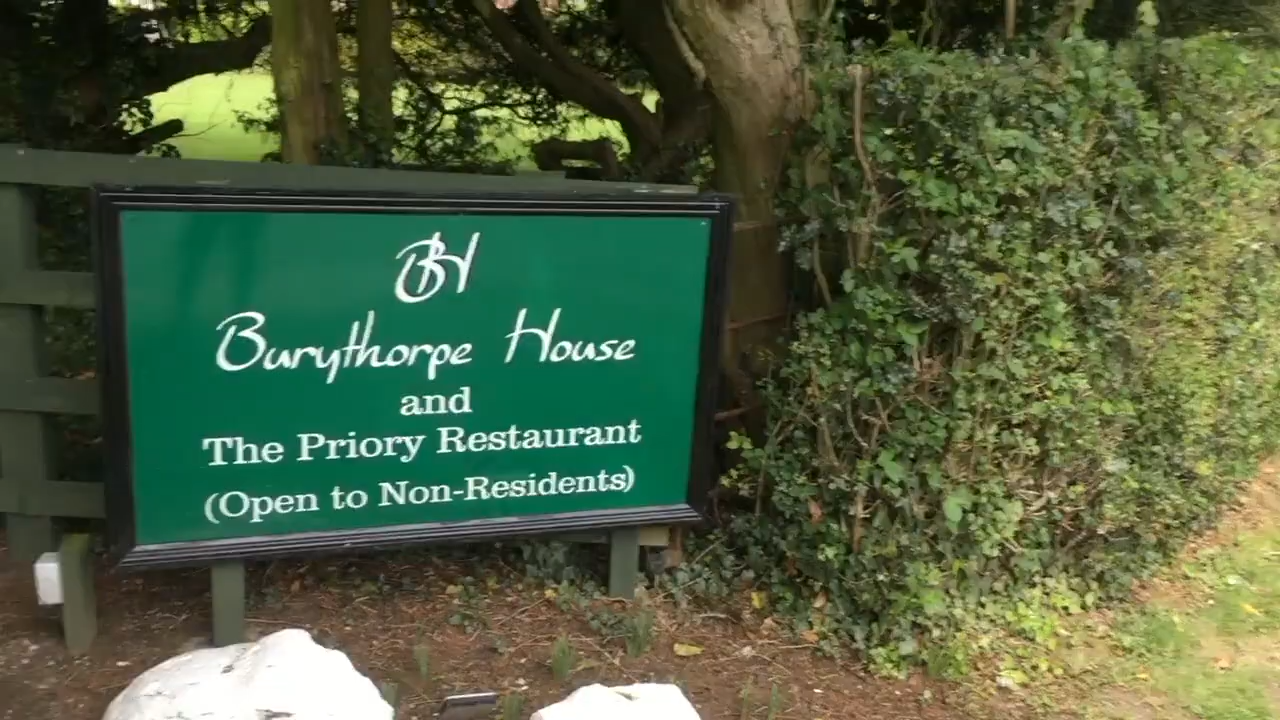 BH
Burythorpe House
and
The Priory Restaurant
(Open to Non-Residents)